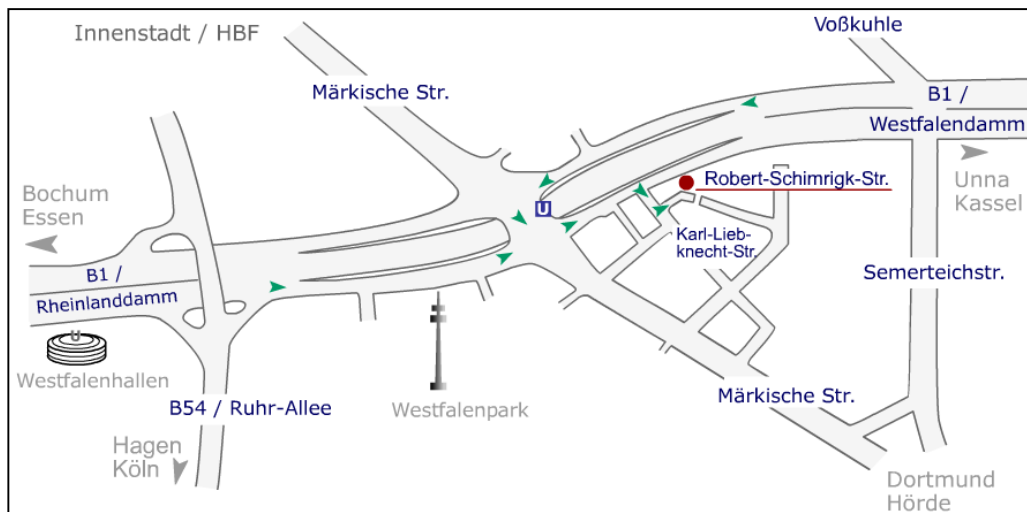 Innenstadt / HBF
Voßkuhle
Märkische Str.
B1 /
Westfalendamm
Unna
Kassel
Robert-Schimrigk-Str.
Bochum
Essen
U
Karl-Lieb-
knecht-Str.
B1 /
Rheinlanddamm
Semerteichstr.
U
Westfalenhallen
Westfalenpark
Märkische Str.
B54 / Ruhr-Allee
Hagen
Köln
Dortmund
Hörde